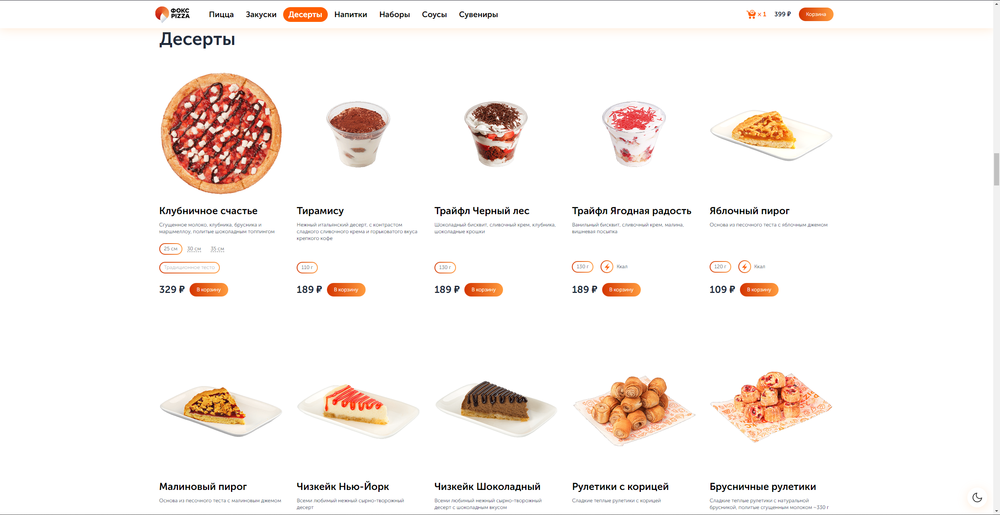 ФОКС
PIZZA
Пицца
Закуски
Десерты
Напитки
Наборы
Соусы
Сувениры
× 1
399 ₽
Корзина
Десерты
Клубничное счастье
Сгущенное молоко, клубника, брусника и
маршмеллоу, политые шоколадным топпингом
25 см
30 см
35 см
Традиционное тесто
329 ₽
В корзину
Тирамису
Нежный итальянский десерт, с контрастом
сладкого сливочного крема и горьковатого вкуса
крепкого кофе
110 г
189 ₽
В корзину
Трайфл Черный лес
Шоколадный бисквит, сливочный крем, клубника,
шоколадные крошки
130 г
189 ₽
В корзину
Трайфл Ягодная радость
Ванильный бисквит, сливочный крем, малина,
вишневая посыпка
130 г
Ккал
189 ₽
В корзину
Яблочный пирог
Основа из песочного теста с яблочным джемом
120 г
Ккал
109 ₽
В корзину
Малиновый пирог
Основа из песочного теста с малиновым джемом
Чизкейк Нью-Йорк
Всеми любимый нежный сырно-творожный
десерт
Чизкейк Шоколадный
Всеми любимый нежный сырно-творожный
десерт с шоколадным вкусом
Рулетики с корицей
Сладкие теплые рулетики с корицей
Брусничные рулетики
Сладкие теплые рулетики с натуральной
брусникой, политые сгущенным молоком ~330 г